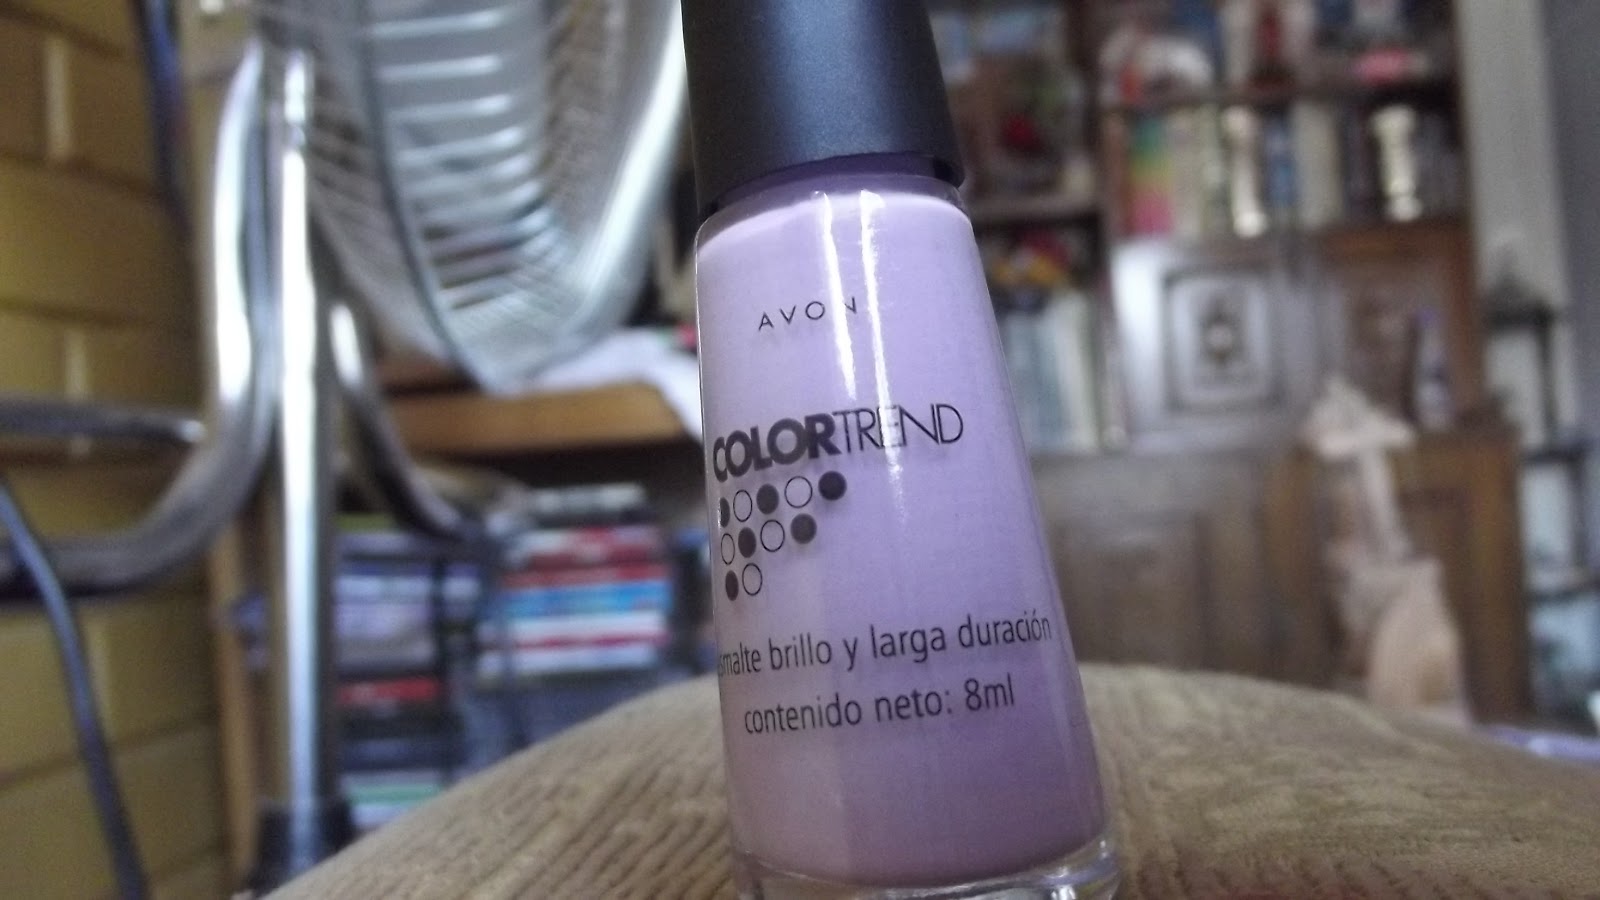 AVON
COLORTREND
smalte brillo y larga duración
contenido neto: 8ml